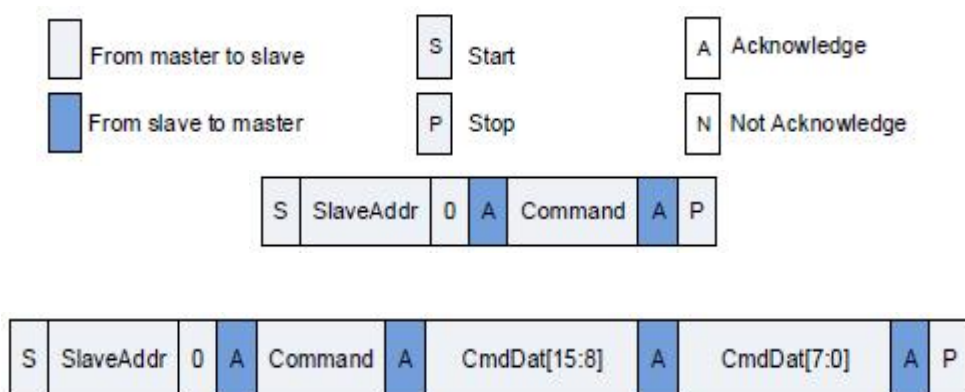 From master to slave S Start A Acknowledge
From slave to master P Stop N Not Acknowledge
S SlaveAddr 0 A Command A P
S SlaveAddr 0 A Command A CmdDat[15:8] A CmdDat[7:0] A P